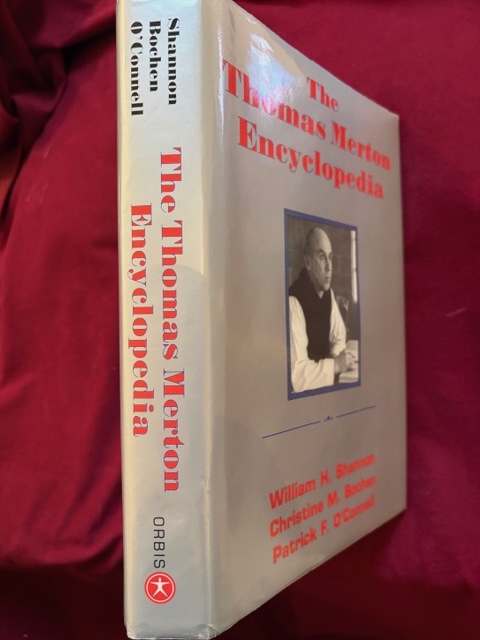 Shannon
Bochen
O'Connell
The Thomas Merton
Encyclopedia
ORBIS
The
Thomas Merton
Encyclopedia
William H. Shannon
Christine M. Bochen
Patrick F. O'Connell